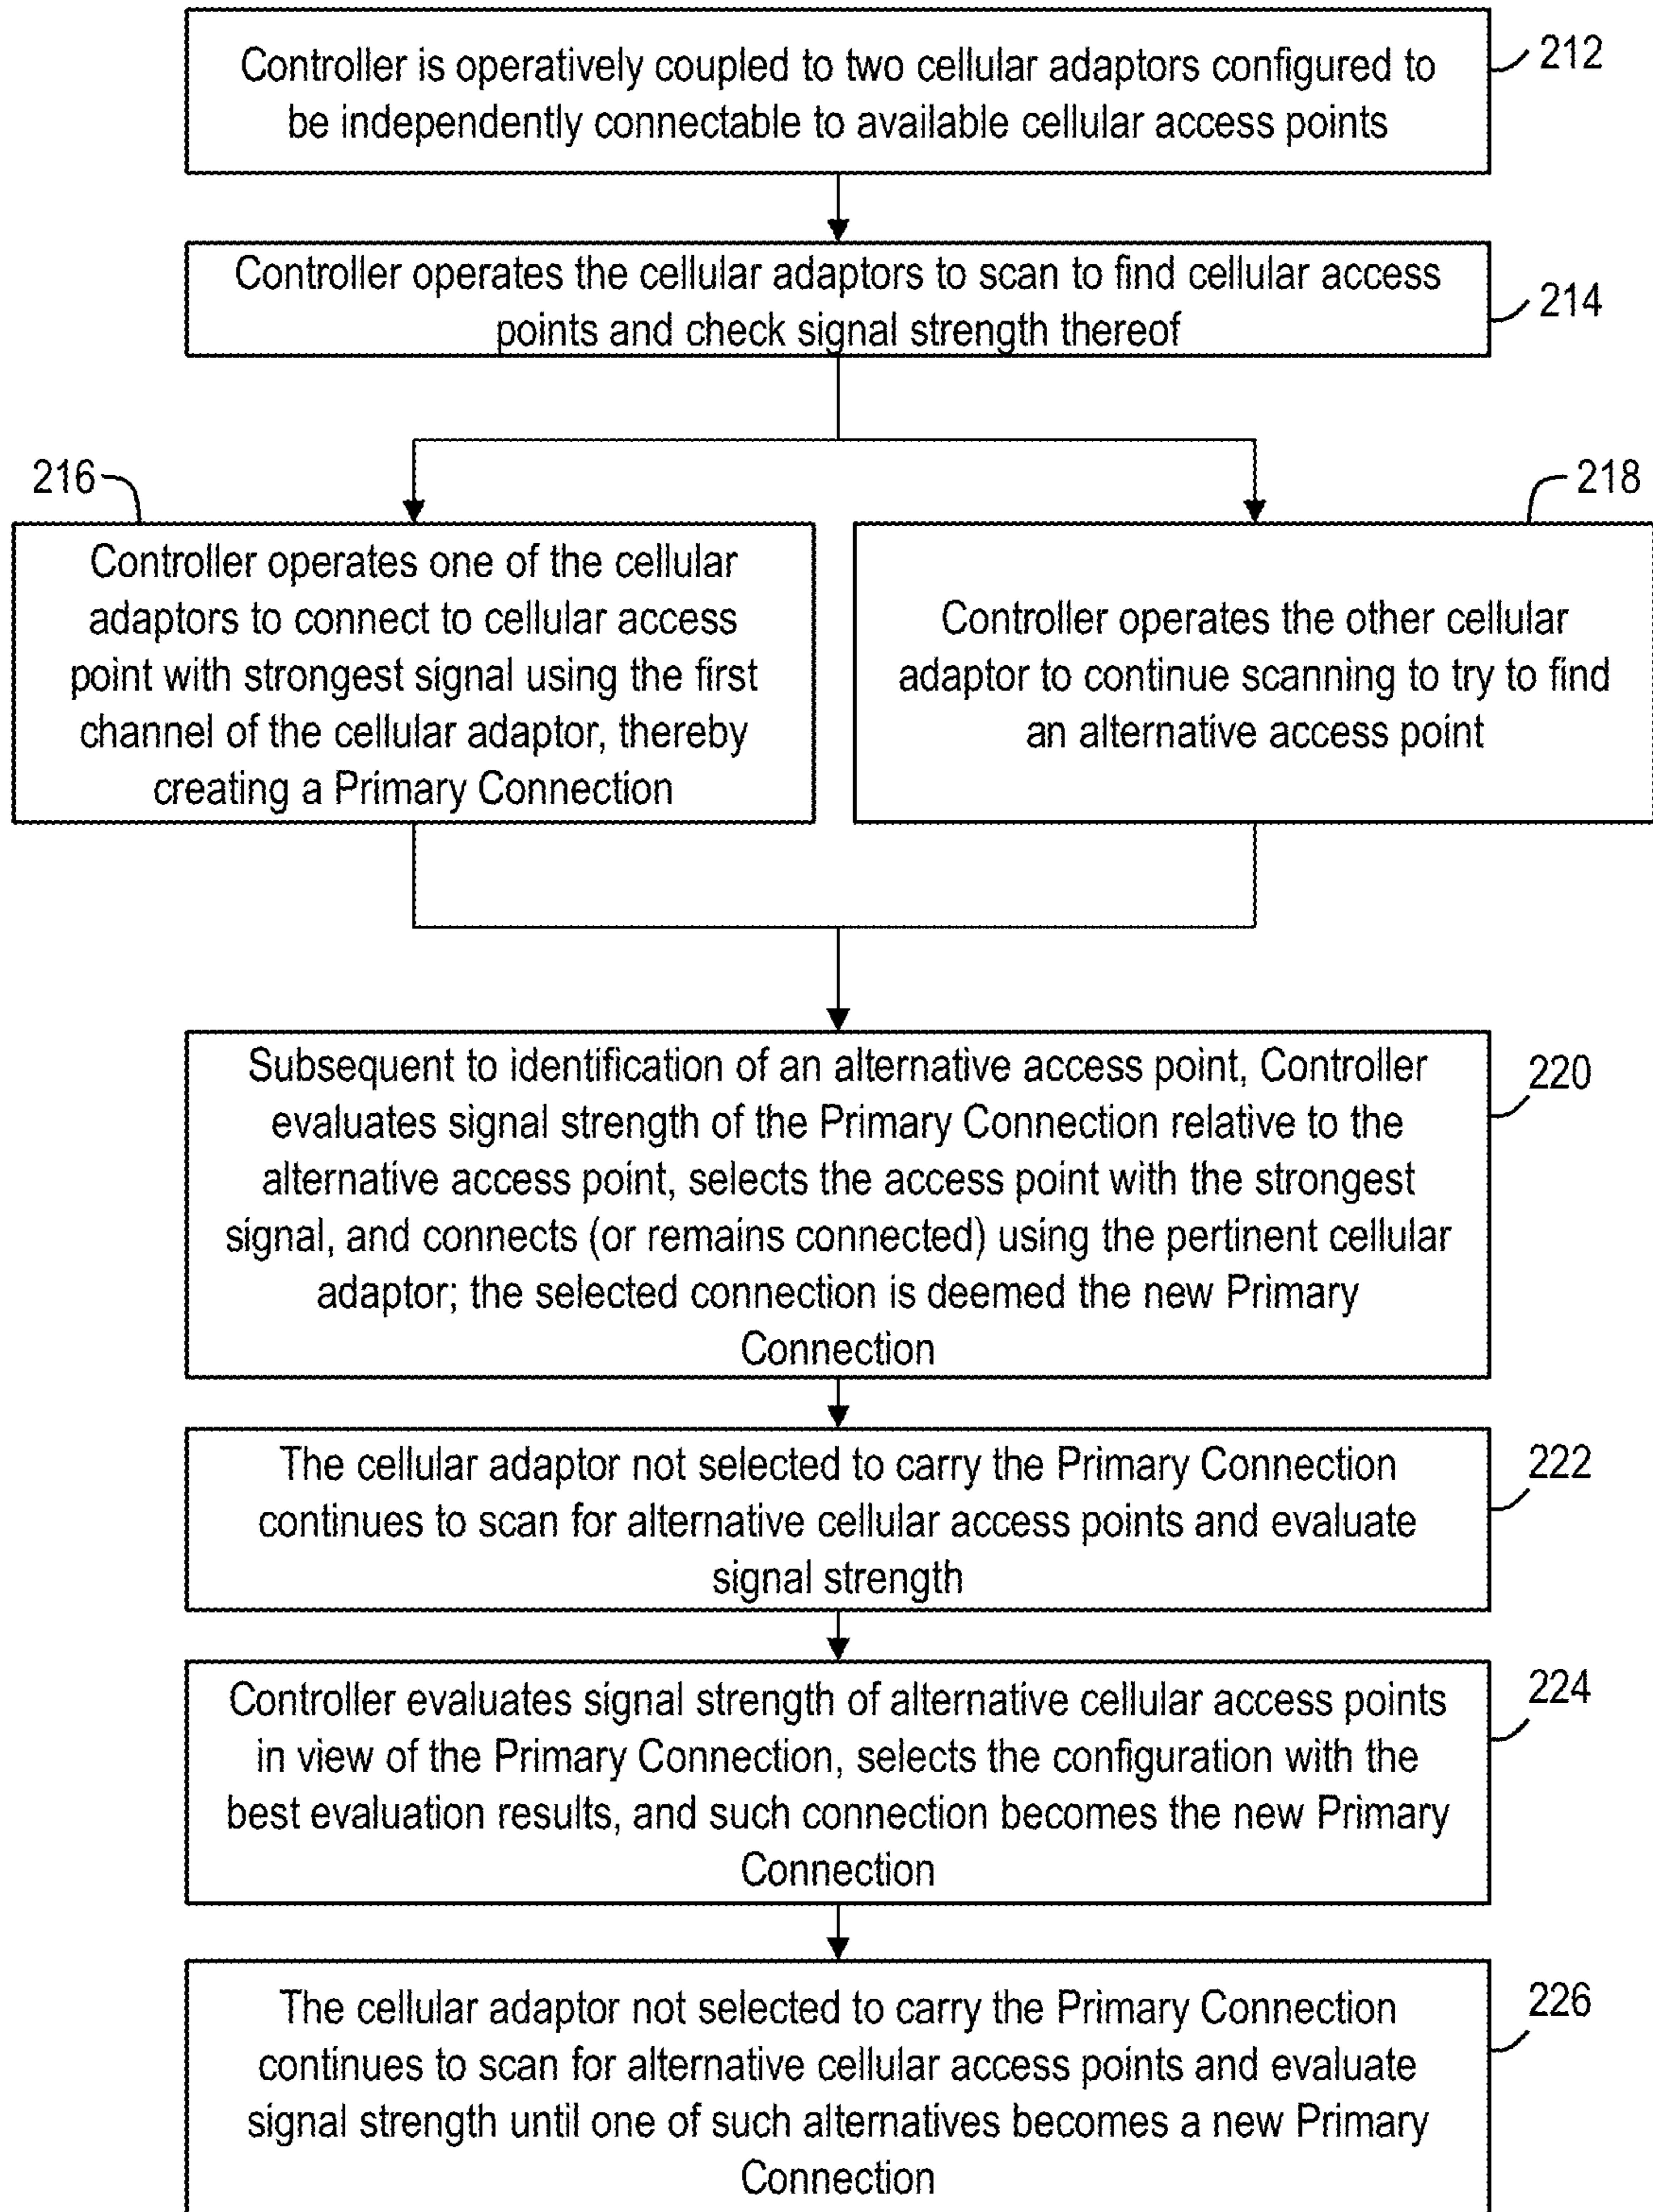 Controller is operatively coupled to two cellular adaptors configured to
be independently connectable to available cellular access points
212
Controller operates the cellular adaptors to scan to find cellular access
points and check signal strength thereof
214
216
Controller operates one of the cellular
adaptors to connect to cellular access
point with strongest signal using the first
channel of the cellular adaptor, thereby
creating a Primary Connection
218
Controller operates the other cellular
adaptor to continue scanning to try to find
an alternative access point
Subsequent to identification of an alternative access point, Controller
evaluates signal strength of the Primary Connection relative to the
alternative access point, selects the access point with the strongest
signal, and connects (or remains connected) using the pertinent cellular
adaptor; the selected connection is deemed the new Primary
Connection
220
The cellular adaptor not selected to carry the Primary Connection
continues to scan for alternative cellular access points and evaluate
signal strength
222
Controller evaluates signal strength of alternative cellular access points
in view of the Primary Connection, selects the configuration with the
best evaluation results, and such connection becomes the new Primary
Connection
224
The cellular adaptor not selected to carry the Primary Connection
continues to scan for alternative cellular access points and evaluate
signal strength until one of such alternatives becomes a new Primary
Connection
226